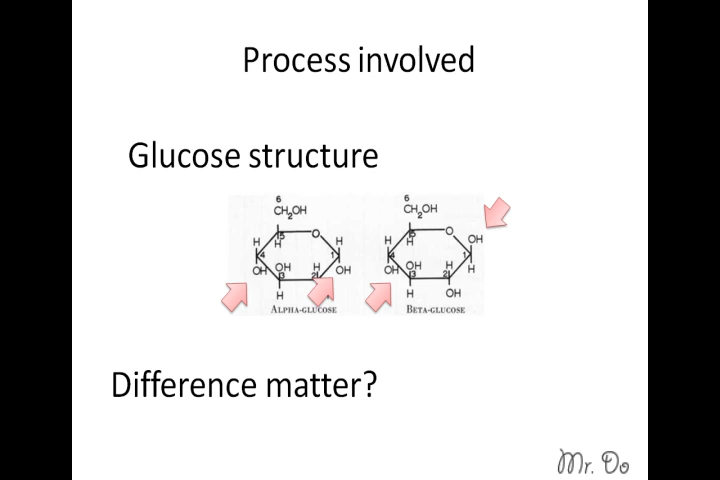 Process involved
Glucose structure
6 6
CH2OH CH2OH
5 O 5 O OH
H H H H H
4 1 4 1
OH OH H OH OH OH H H
3 2 3 2
H H OH
ALPHA-GLUCOSE BETA-GLUCOSE
Difference matter?
Mr. Do